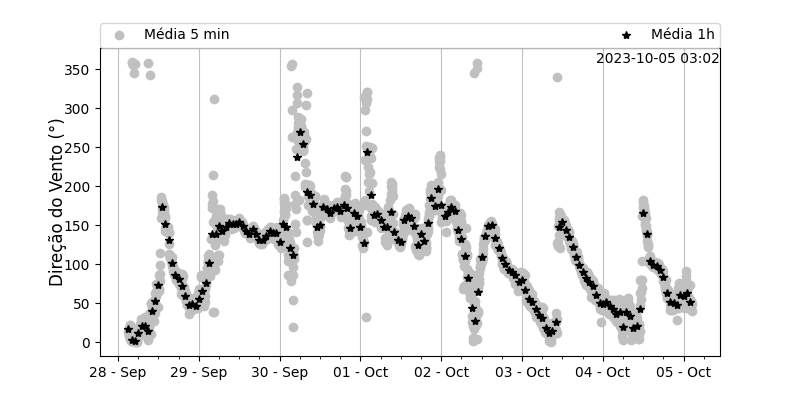 Média 5 min
Média 1h
2023-10-05 03:02
Direção do Vento (°)
350
300
250
200
150
100
50
0
28 - Sep
29 - Sep
30 - Sep
01 - Oct
02 - Oct
03 - Oct
04 - Oct
05 - Oct